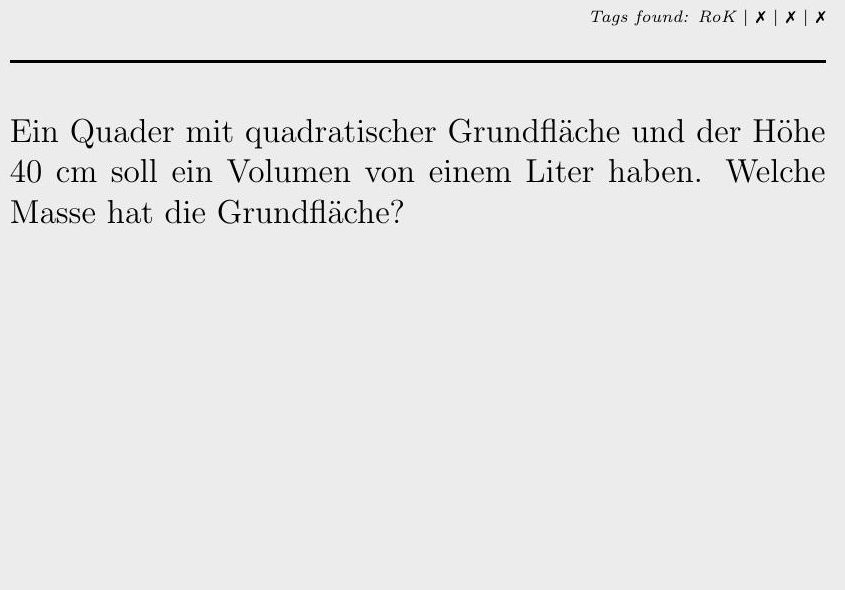 Tags found: RoK | ✗ | ✗ | ✗
Ein Quader mit quadratischer Grundfläche und der Höhe
40 cm soll ein Volumen von einem Liter haben. Welche
Masse hat die Grundfläche?